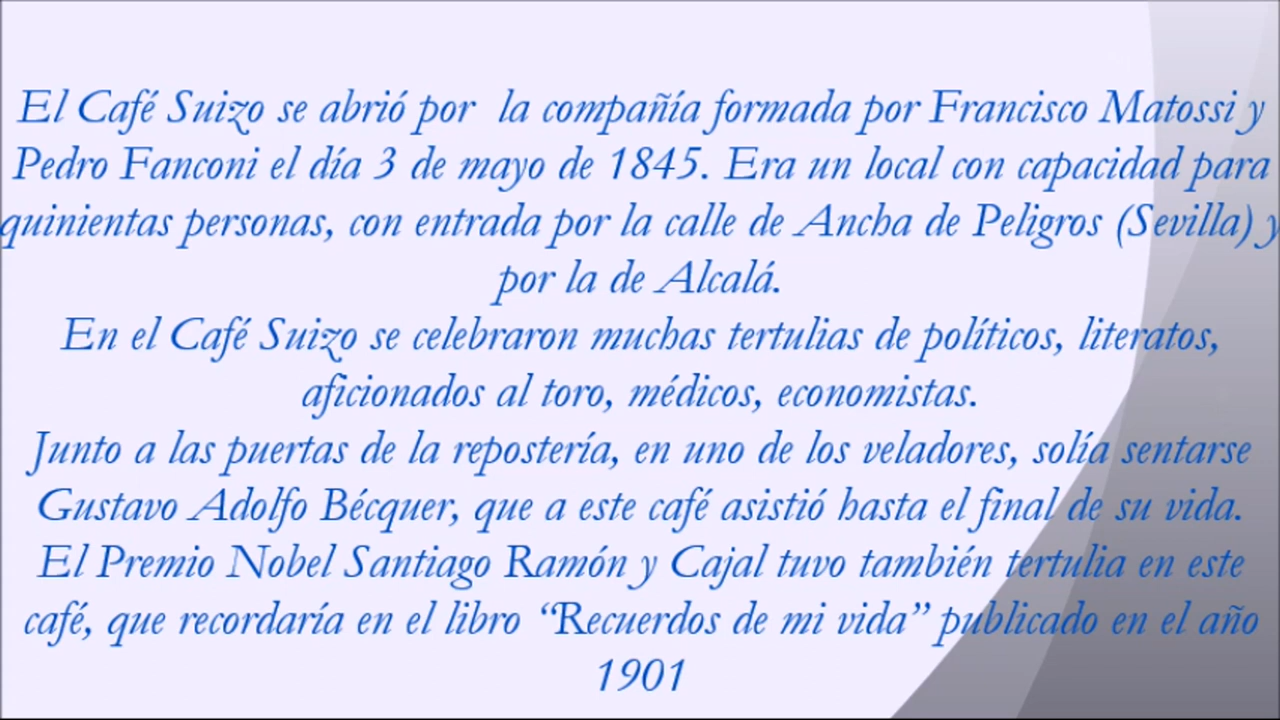 El Café Suizo se abrió por  la compañía formada por Francisco Matossi y
Pedro Fanconi el día 3 de mayo de 1845. Era un local con capacidad para
quinientas personas, con entrada por la calle de Ancha de Peligros (Sevilla) y
por la de Alcalá.
En el Café Suizo se celebraron muchas tertulias de políticos, literatos,
aficionados al toro, médicos, economistas.
Junto a las puertas de la repostería, en uno de los veladores, solía sentarse
Gustavo Adolfo Bécquer, que a este café asistió hasta el final de su vida.
El Premio Nobel Santiago Ramón y Cajal tuvo también tertulia en este
café, que recordaría en el libro “Recuerdos de mi vida” publicado en el año
1901